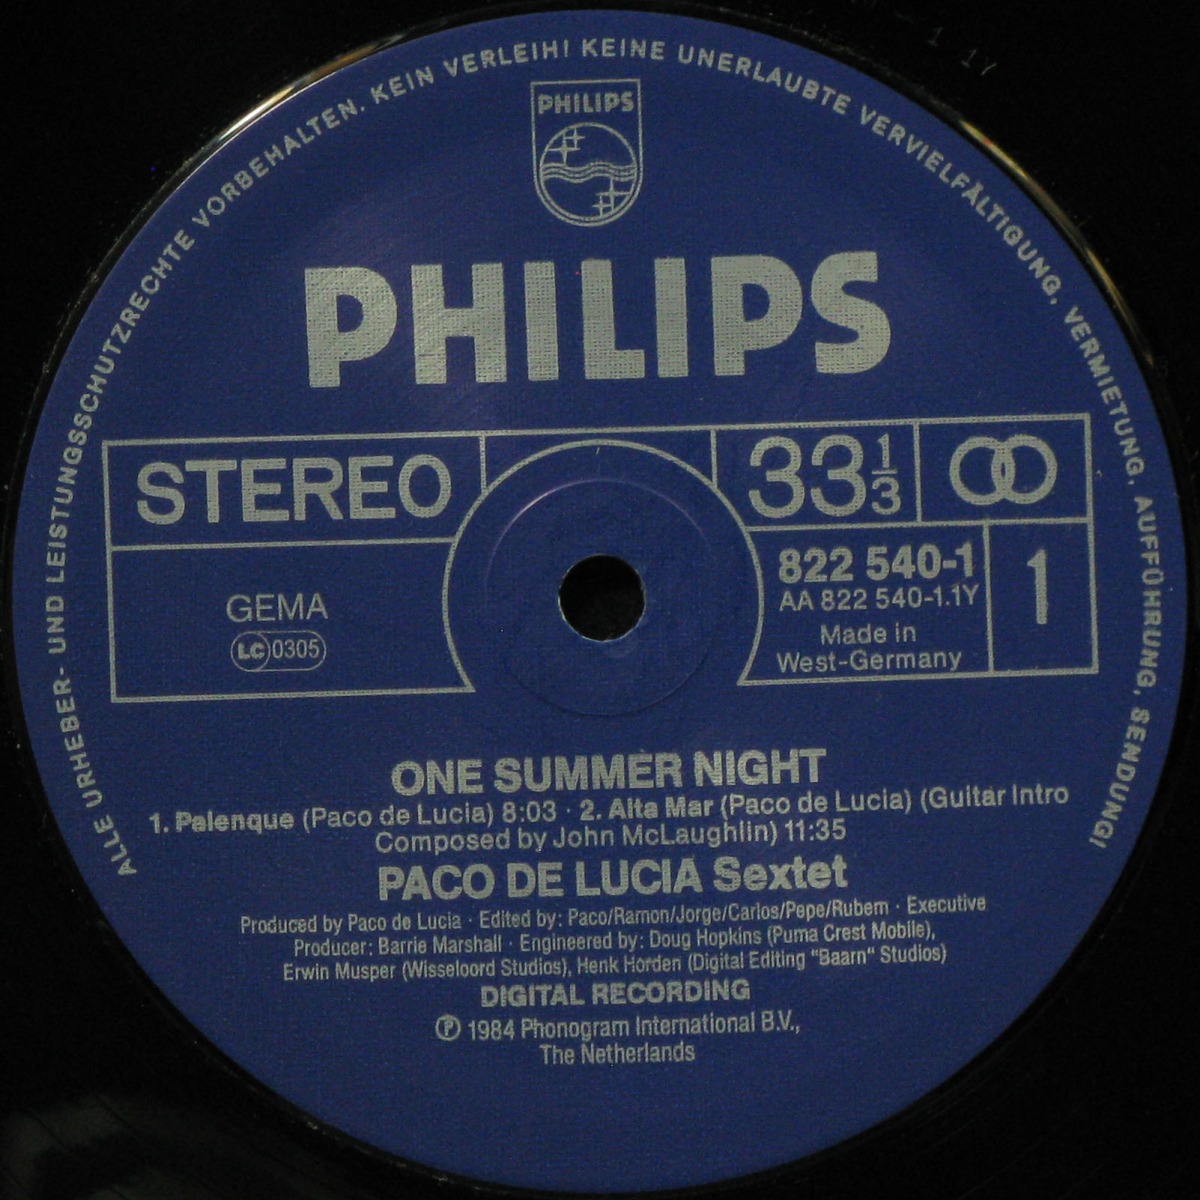 ALLE URHEBER- UND LEISTUNGSSCHUTZRECHTE VORBEHALTEN. KEIN VERLEIH! KEINE UNERLAUBTE VERVIELFÄLTIGUNG, VERMIETUNG, AUFFÜHRUNG, SENDUNG!
PHILIPS
PHILIPS
STEREO
33 1/3
GEMA
LC 0305
822 540-1
AA 822 540-1.1Y
Made in
West-Germany
1
ONE SUMMER NIGHT
1. Palenque (Paco de Lucia) 8:03 · 2. Alta Mar (Paco de Lucia) (Guitar Intro
Composed by John McLaughlin) 11:35
PACO DE LUCIA Sextet
Produced by Paco de Lucia · Edited by: Paco/Ramon/Jorge/Carlos/Pepe/Rubem · Executive
Producer: Barrie Marshall · Engineered by: Doug Hopkins (Puma Crest Mobile),
Erwin Musper (Wisseloord Studios), Henk Horden (Digital Editing "Baarn" Studios)
DIGITAL RECORDING
Ⓟ 1984 Phonogram International B.V.,
The Netherlands